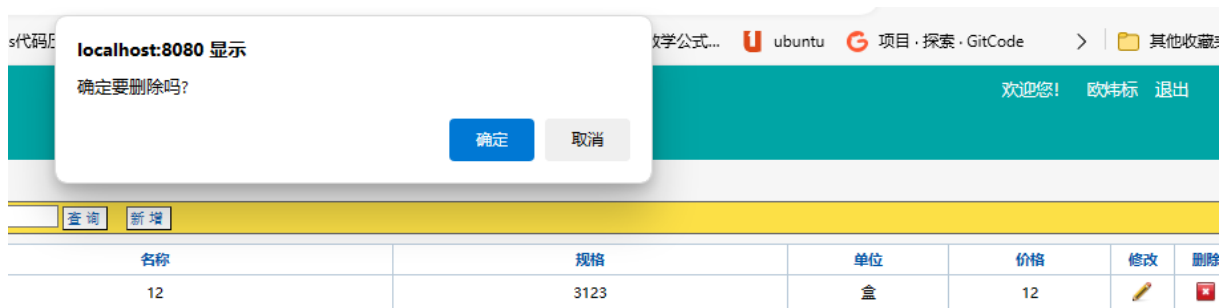 s代码压
localhost:8080 显示
数学公式...
ubuntu
项目 · 探索 · GitCode
其他收藏夹
确定要删除吗?
欢迎您! 欧炜标 退出
确定 取消
查询 新增
名称 规格 单位 价格 修改 删除
12 3123 盒 12